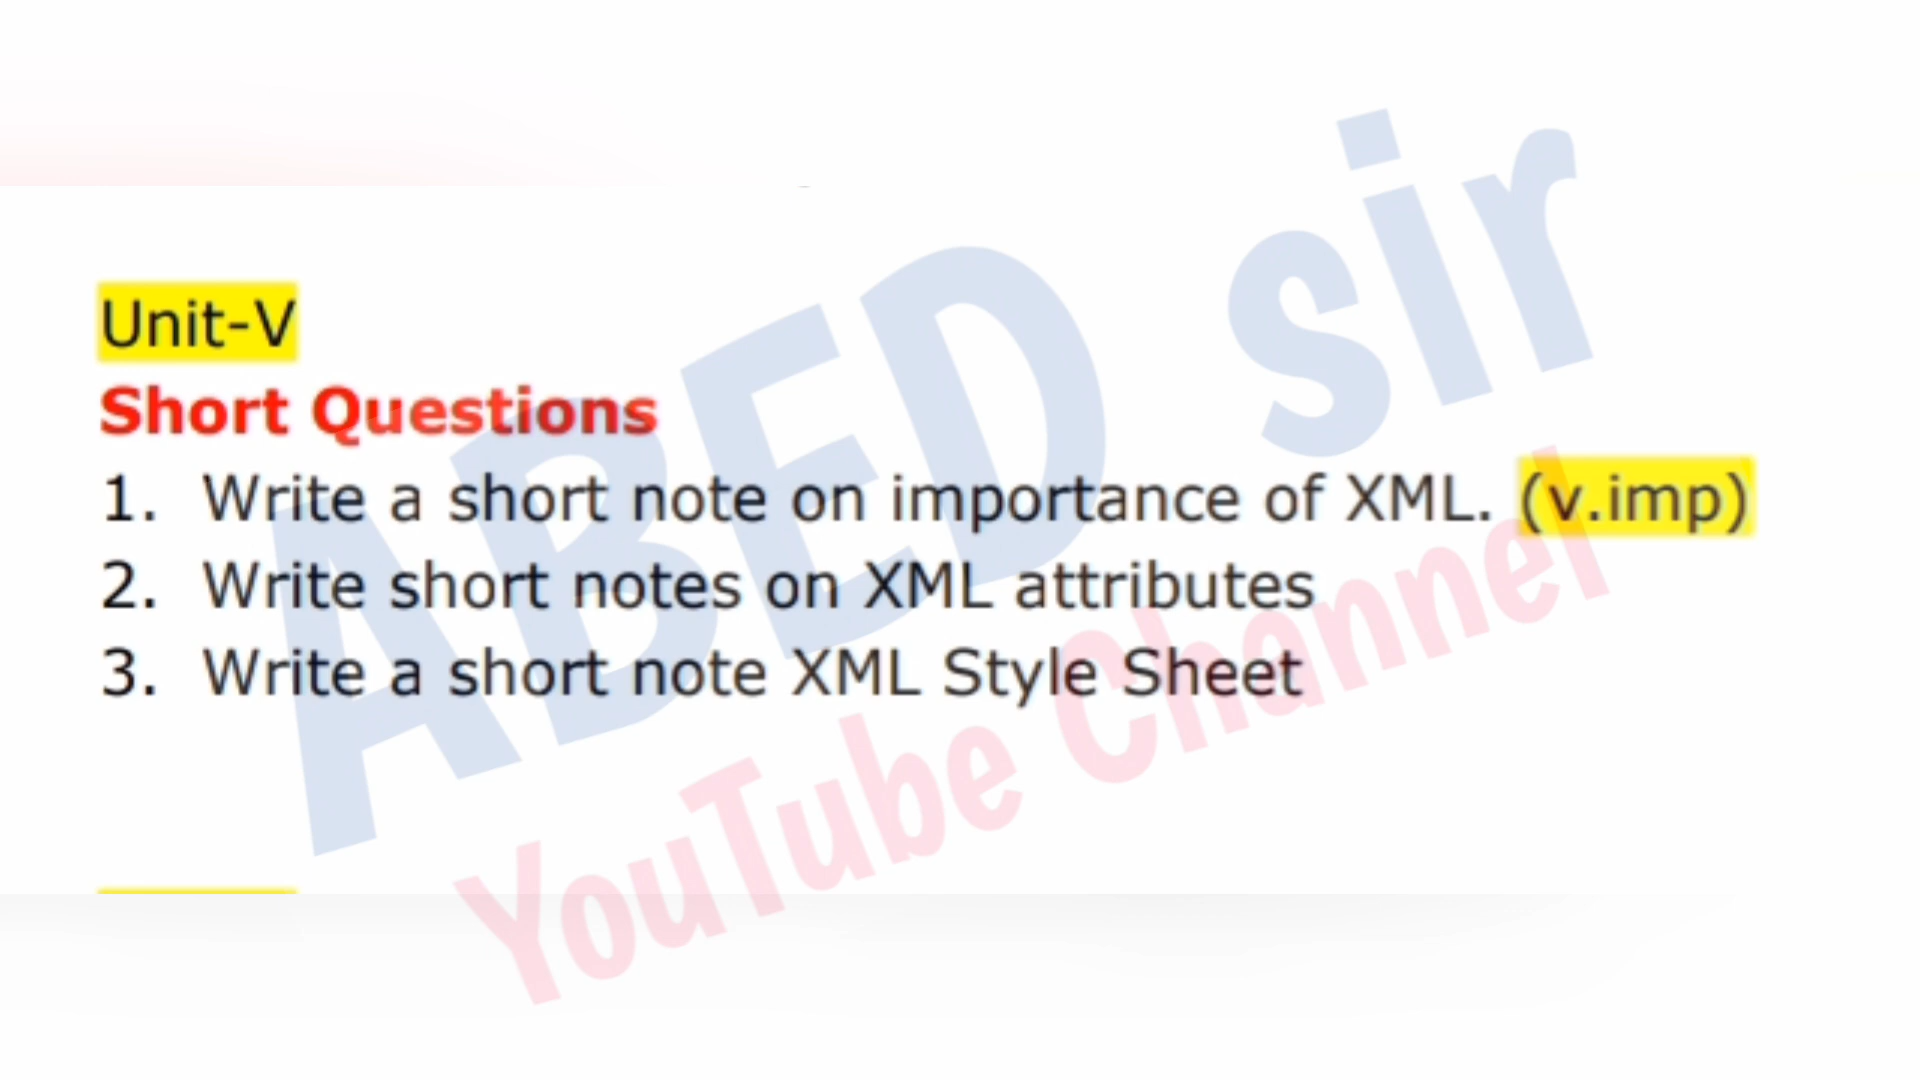 Unit-V
Short Questions
1. Write a short note on importance of XML. (v.imp)
2. Write short notes on XML attributes
3. Write a short note XML Style Sheet
ABED sir
YouTube Channel